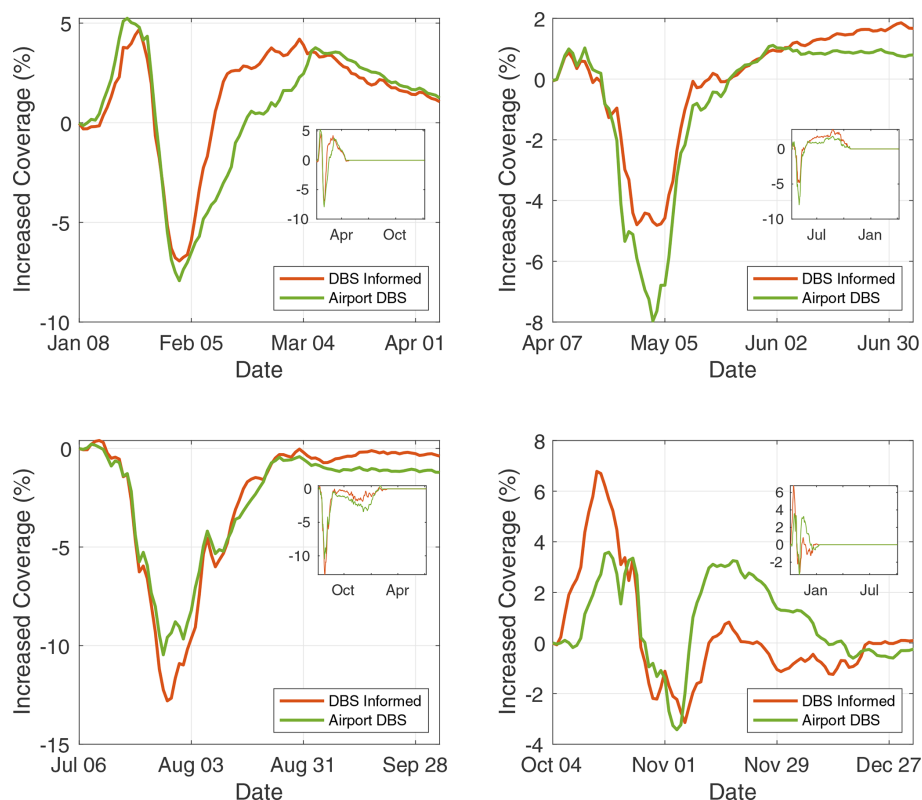 Increased Coverage (%)
5
0
-5
-10
Jan 08 Feb 05 Mar 04 Apr 01
Date
5
0
-5
-10
Apr Oct
DBS Informed
Airport DBS
Increased Coverage (%)
2
0
-2
-4
-6
-8
Apr 07 May 05 Jun 02 Jun 30
Date
0
-5
-10
Jul Jan
DBS Informed
Airport DBS
Increased Coverage (%)
0
-5
-10
-15
Jul 06 Aug 03 Aug 31 Sep 28
Date
0
-5
-10
Oct Apr
DBS Informed
Airport DBS
Increased Coverage (%)
8
6
4
2
0
-2
-4
Oct 04 Nov 01 Nov 29 Dec 27
Date
6
4
2
0
-2
Jan Jul
DBS Informed
Airport DBS